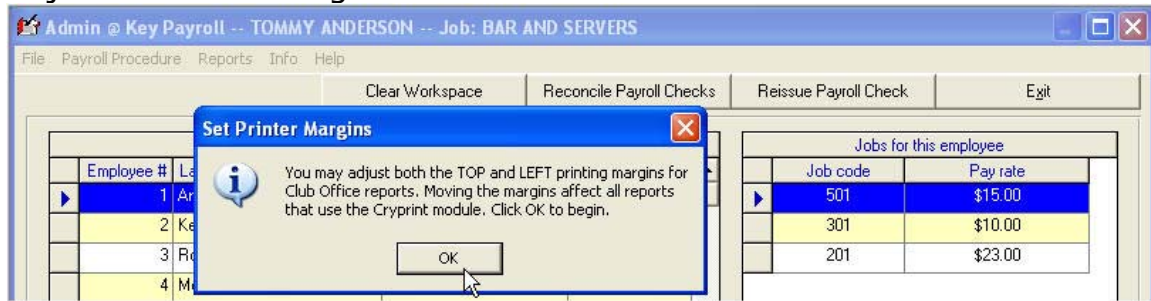 Admin @ Key Payroll -- TOMMY ANDERSON -- Job: BAR AND SERVERS
File Payroll Procedure Reports Info Help
Clear Workspace Reconcile Payroll Checks Reissue Payroll Check Exit
Set Printer Margins
You may adjust both the TOP and LEFT printing margins for
Club Office reports. Moving the margins affect all reports
that use the Cryprint module. Click OK to begin.
OK
Employee #
1
2
3
4
Jobs for this employee
Job code Pay rate
501 $15.00
301 $10.00
201 $23.00